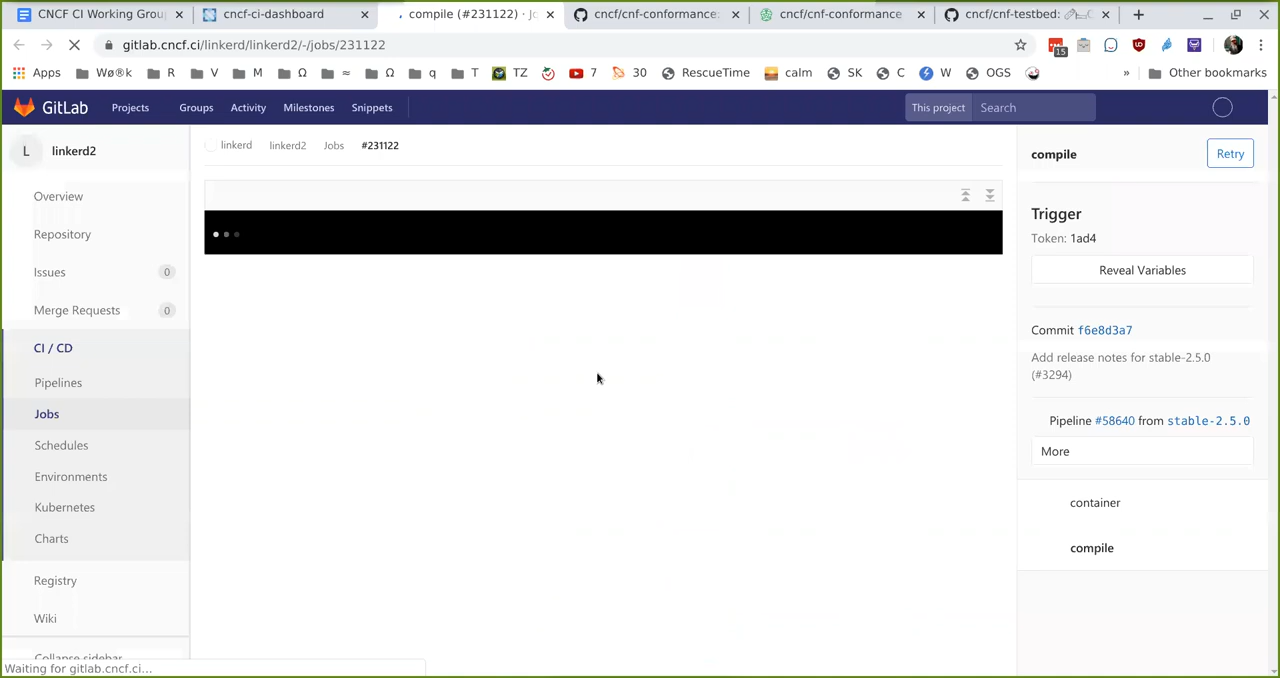 CNCF CI Working Grou
cncf-ci-dashboard
compile (#231122) · Jo
cncf/cnf-conformance:
cncf/cnf-conformance
cncf/cnf-testbed:
gitlab.cncf.ci/linkerd/linkerd2/-/jobs/231122
15
Apps
Wø®k
R
V
M
Ω
≈
Ω
q
T
TZ
7
30
RescueTime
calm
SK
C
W
OGS
»
Other bookmarks
GitLab
Projects
Groups
Activity
Milestones
Snippets
This project
Search
L
linkerd2
Overview
Repository
Issues
0
Merge Requests
0
CI / CD
Pipelines
Jobs
Schedules
Environments
Kubernetes
Charts
Registry
Wiki
Collapse sidebar
Waiting for gitlab.cncf.ci...
linkerd
linkerd2
Jobs
#231122
compile
Retry
Trigger
Token: 1ad4
Reveal Variables
Commit f6e8d3a7
Add release notes for stable-2.5.0
(#3294)
Pipeline #58640 from stable-2.5.0
More
container
compile